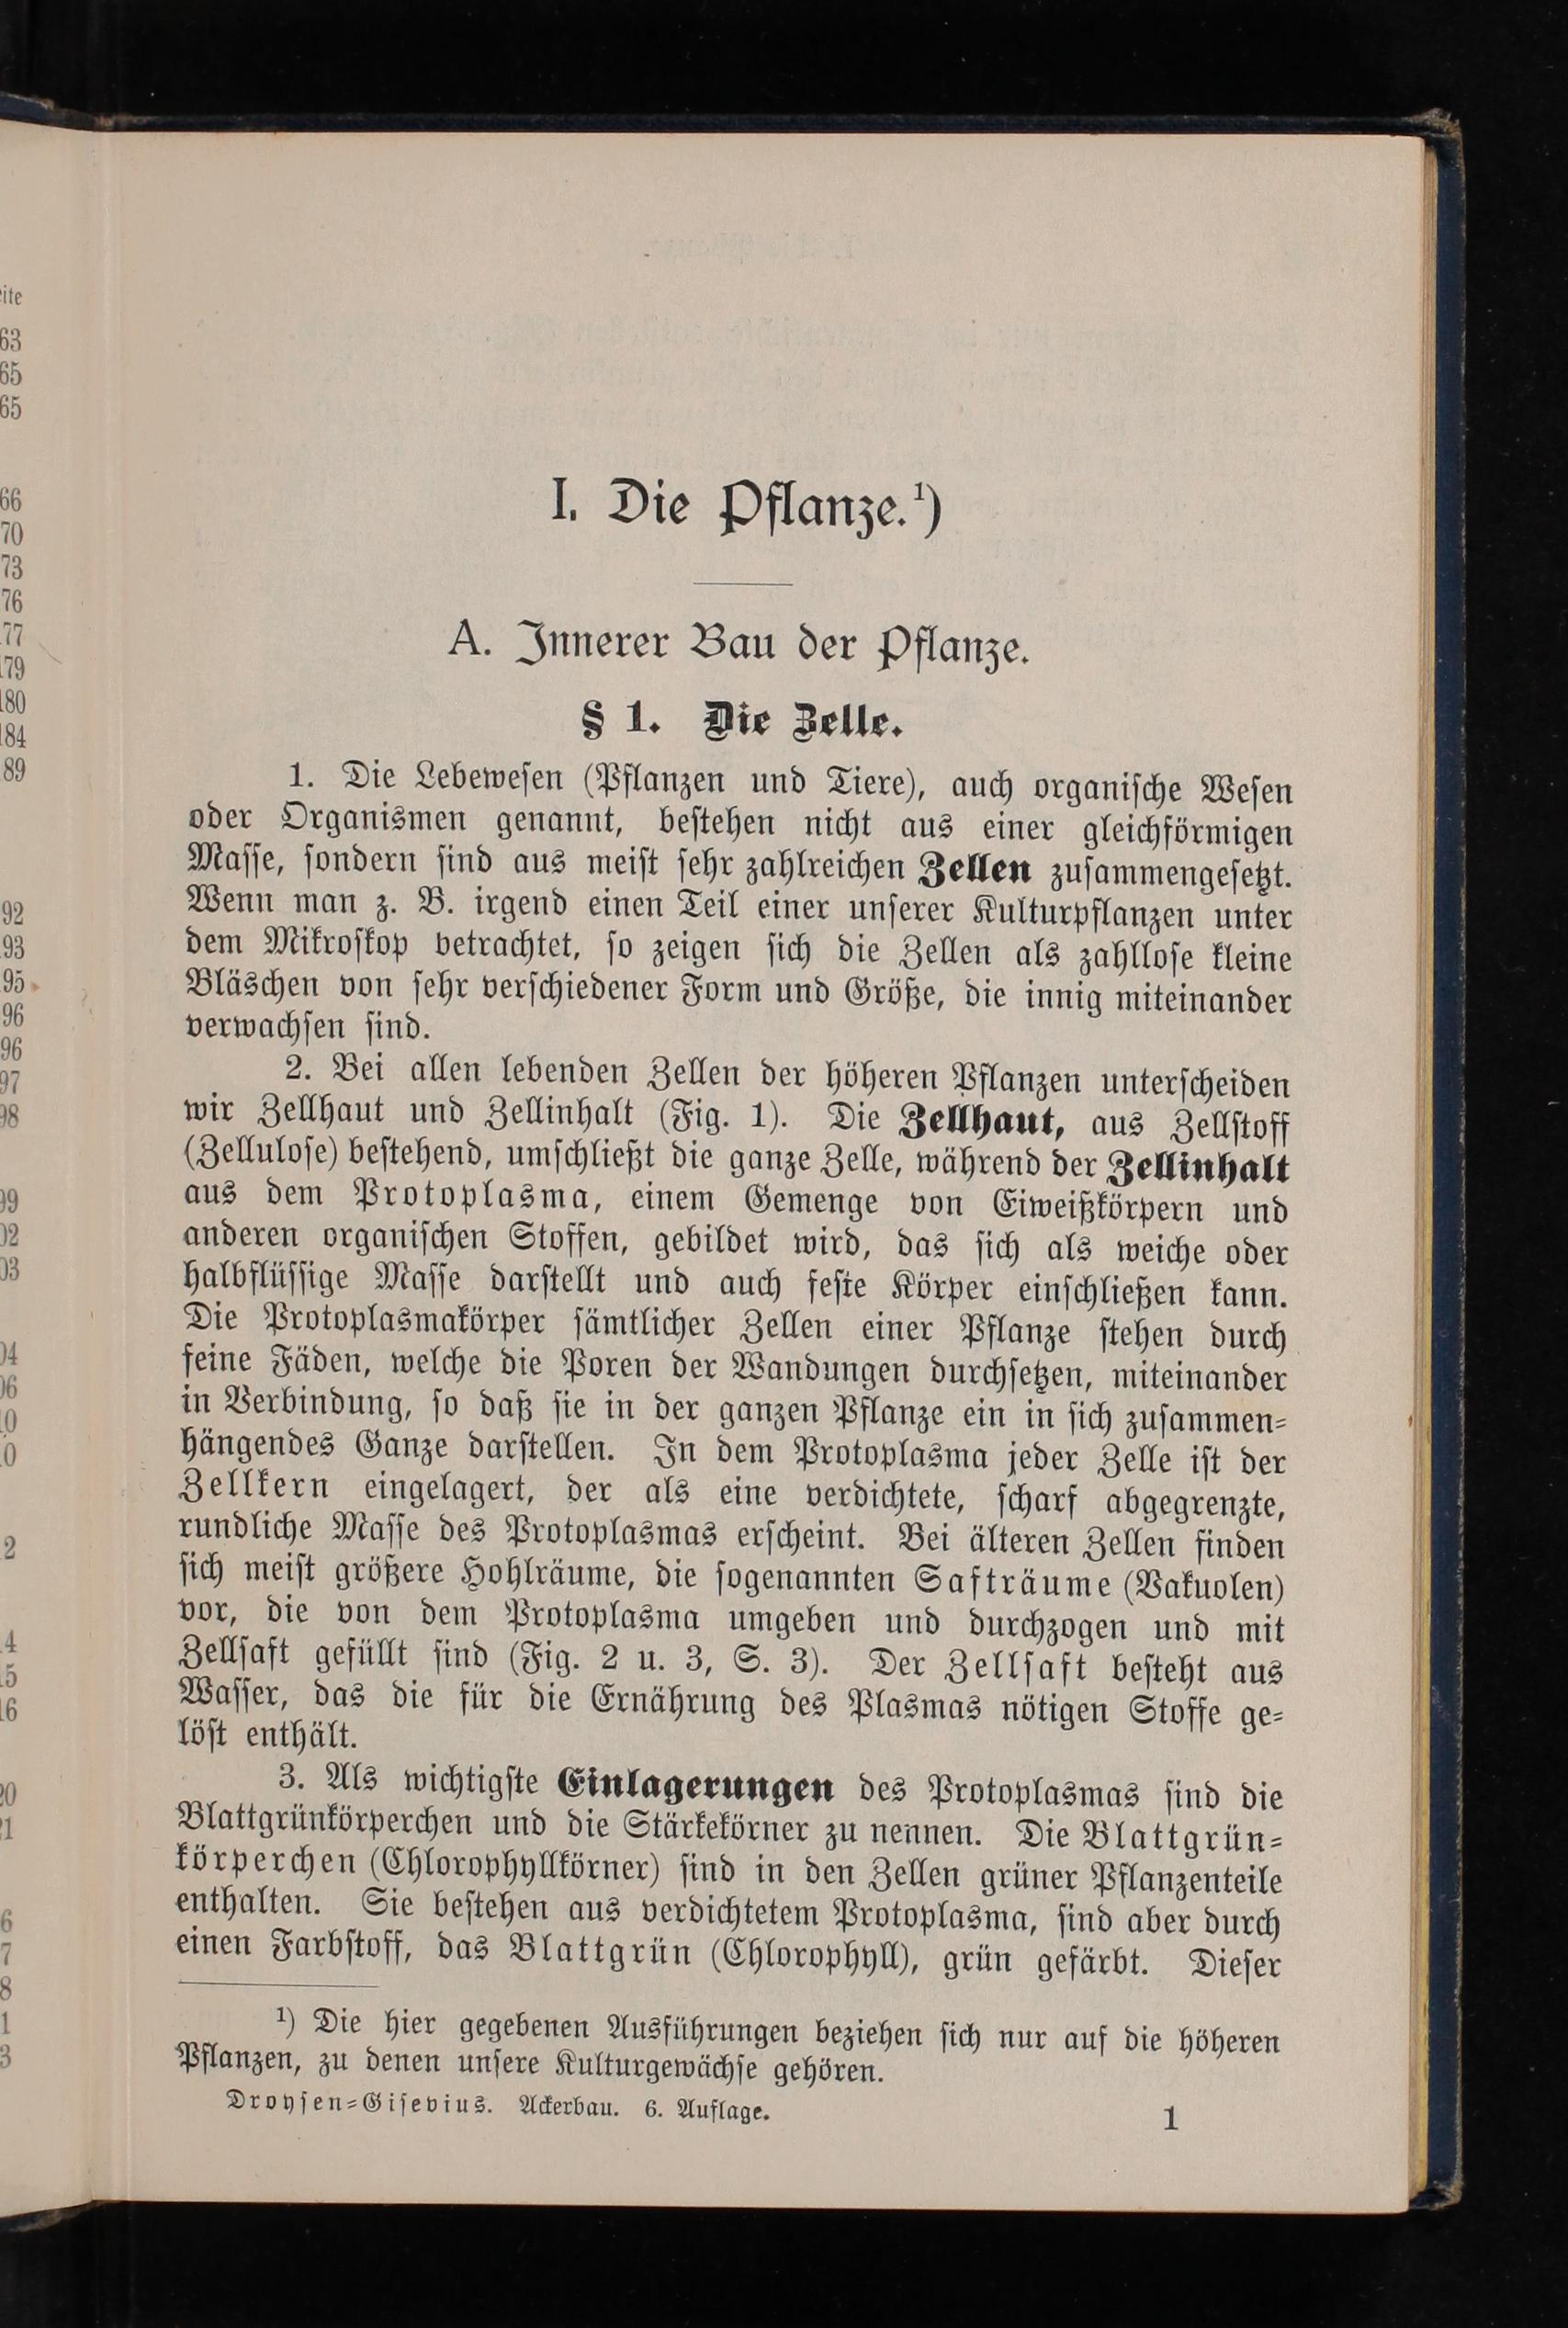 I. Die Pflanze.¹)
A. Innerer Bau der Pflanze.
§ 1. Die Zelle.
1. Die Lebewesen (Pflanzen und Tiere), auch organische Wesen
oder Organismen genannt, bestehen nicht aus einer gleichförmigen
Masse, sondern sind aus meist sehr zahlreichen Zellen zusammengesetzt.
Wenn man z. B. irgend einen Teil einer unserer Kulturpflanzen unter
dem Mikroskop betrachtet, so zeigen sich die Zellen als zahllose kleine
Bläschen von sehr verschiedener Form und Größe, die innig miteinander
verwachsen sind.
2. Bei allen lebenden Zellen der höheren Pflanzen unterscheiden
wir Zellhaut und Zellinhalt (Fig. 1). Die Zellhaut, aus Zellstoff
(Zellulose) bestehend, umschließt die ganze Zelle, während der Zellinhalt
aus dem Protoplasma, einem Gemenge von Eiweißkörpern und
anderen organischen Stoffen, gebildet wird, das sich als weiche oder
halbflüssige Masse darstellt und auch feste Körper einschließen kann.
Die Protoplasmakörper sämtlicher Zellen einer Pflanze stehen durch
feine Fäden, welche die Poren der Wandungen durchsetzen, miteinander
in Verbindung, so daß sie in der ganzen Pflanze ein in sich zusammen-
hängendes Ganze darstellen. In dem Protoplasma jeder Zelle ist der
Zellkern eingelagert, der als eine verdichtete, scharf abgegrenzte,
rundliche Masse des Protoplasmas erscheint. Bei älteren Zellen finden
sich meist größere Hohlräume, die sogenannten Safträume (Vakuolen)
vor, die von dem Protoplasma umgeben und durchzogen und mit
Zellsaft gefüllt sind (Fig. 2 u. 3, S. 3). Der Zellsaft besteht aus
Wasser, das die für die Ernährung des Plasmas nötigen Stoffe ge-
löst enthält.
3. Als wichtigste Einlagerungen des Protoplasmas sind die
Blattgrünkörperchen und die Stärkekörner zu nennen. Die Blattgrün-
körperchen (Chlorophyllkörner) sind in den Zellen grüner Pflanzenteile
enthalten. Sie bestehen aus verdichtetem Protoplasma, sind aber durch
einen Farbstoff, das Blattgrün (Chlorophyll), grün gefärbt. Dieser
¹) Die hier gegebenen Ausführungen beziehen sich nur auf die höheren
Pflanzen, zu denen unsere Kulturgewächse gehören.
Droysen-Gisevius. Ackerbau. 6. Auflage.
1